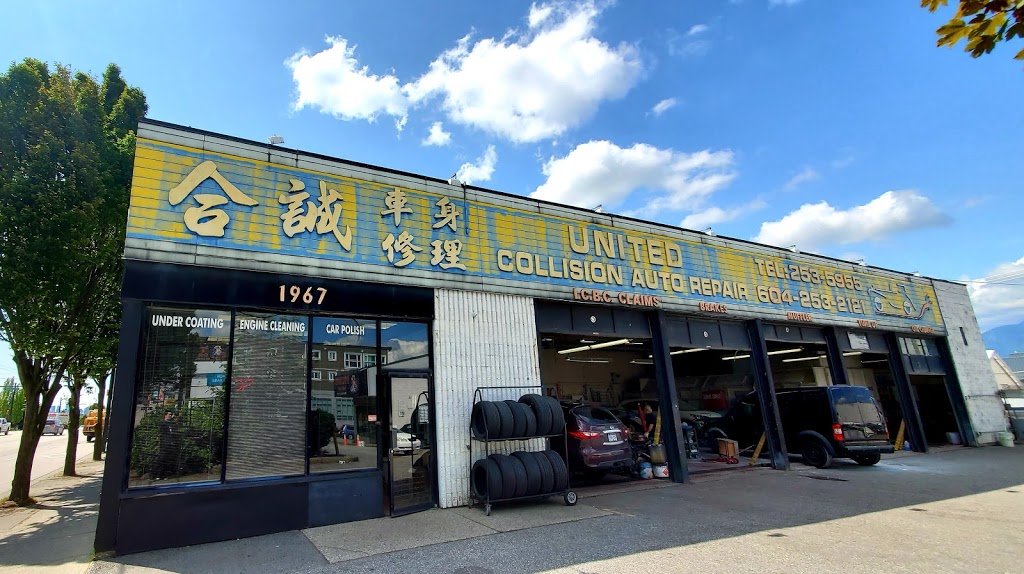 合誠車身
修理
UNITED
COLLISION AUTO REPAIR
TEL:253-5955
604-253-2121
I.C.B.C. CLAIMS
BRAKES
MUFFLER
1967
UNDER COATING
ENGINE CLEANING
CAR POLISH